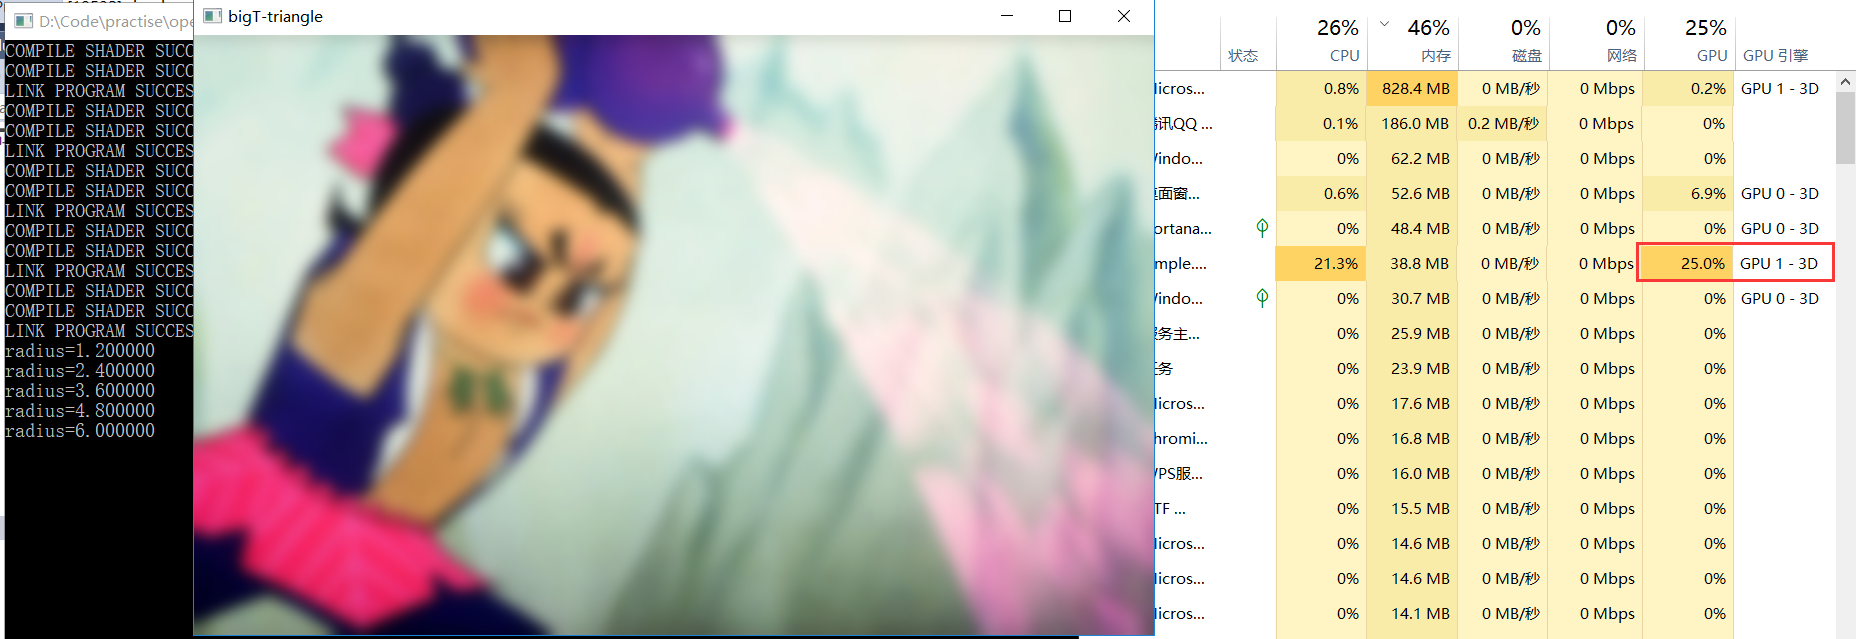 D:\Code\practise\ope
COMPILE SHADER SUCC
COMPILE SHADER SUCC
LINK PROGRAM SUCCES
COMPILE SHADER SUCC
COMPILE SHADER SUCC
LINK PROGRAM SUCCES
COMPILE SHADER SUCC
COMPILE SHADER SUCC
LINK PROGRAM SUCCES
COMPILE SHADER SUCC
COMPILE SHADER SUCC
LINK PROGRAM SUCCES
COMPILE SHADER SUCC
COMPILE SHADER SUCC
LINK PROGRAM SUCCES
radius=1.200000
radius=2.400000
radius=3.600000
radius=4.800000
radius=6.000000
bigT-triangle
26% 46% 0% 0% 25%
状态 CPU 内存 磁盘 网络 GPU GPU 引擎
icros... 0.8% 828.4 MB 0 MB/秒 0 Mbps 0.2% GPU 1 - 3D
讯QQ ... 0.1% 186.0 MB 0.2 MB/秒 0 Mbps 0%
indo... 0% 62.2 MB 0 MB/秒 0 Mbps 0%
面窗... 0.6% 52.6 MB 0 MB/秒 0 Mbps 6.9% GPU 0 - 3D
ortana... 0% 48.4 MB 0 MB/秒 0 Mbps 0% GPU 0 - 3D
mple.... 21.3% 38.8 MB 0 MB/秒 0 Mbps 25.0% GPU 1 - 3D
indo... 0% 30.7 MB 0 MB/秒 0 Mbps 0% GPU 0 - 3D
务主... 0% 25.9 MB 0 MB/秒 0 Mbps 0%
务 0% 23.9 MB 0 MB/秒 0 Mbps 0%
icros... 0% 17.6 MB 0 MB/秒 0 Mbps 0%
hromi... 0% 16.8 MB 0 MB/秒 0 Mbps 0%
PS服... 0% 16.0 MB 0 MB/秒 0 Mbps 0%
TF ... 0% 15.5 MB 0 MB/秒 0 Mbps 0%
icros... 0% 14.6 MB 0 MB/秒 0 Mbps 0%
icros... 0% 14.6 MB 0 MB/秒 0 Mbps 0%
icros... 0% 14.1 MB 0 MB/秒 0 Mbps 0%